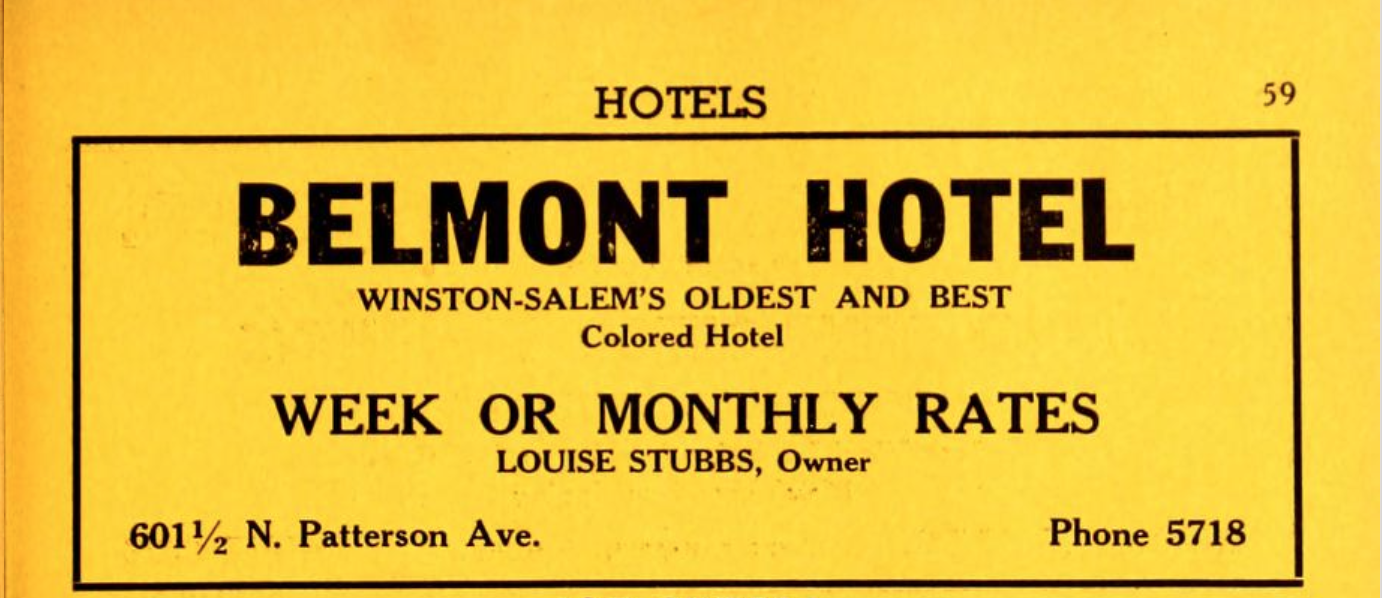 HOTELS
59
BELMONT HOTEL
WINSTON-SALEM'S OLDEST AND BEST
Colored Hotel
WEEK OR MONTHLY RATES
LOUISE STUBBS, Owner
601½ N. Patterson Ave. Phone 5718